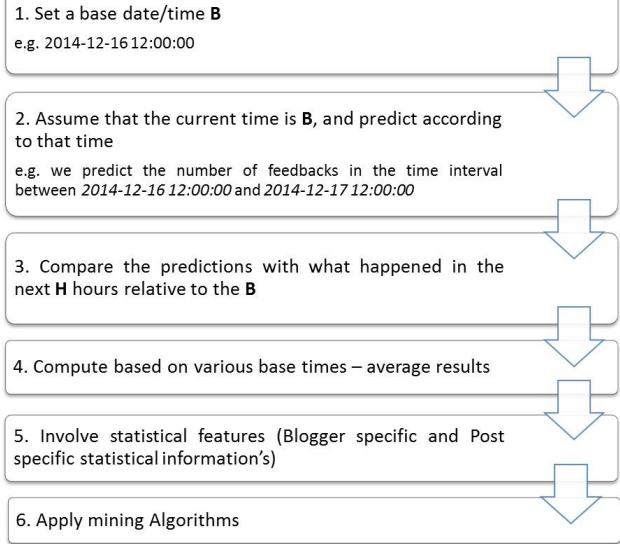 1. Set a base date/time B
e.g. 2014-12-16 12:00:00
2. Assume that the current time is B, and predict according
to that time
e.g. we predict the number of feedbacks in the time interval
between 2014-12-16 12:00:00 and 2014-12-17 12:00:00
3. Compare the predictions with what happened in the
next H hours relative to the B
4. Compute based on various base times – average results
5. Involve statistical features (Blogger specific and Post
specific statistical information’s)
6. Apply mining Algorithms